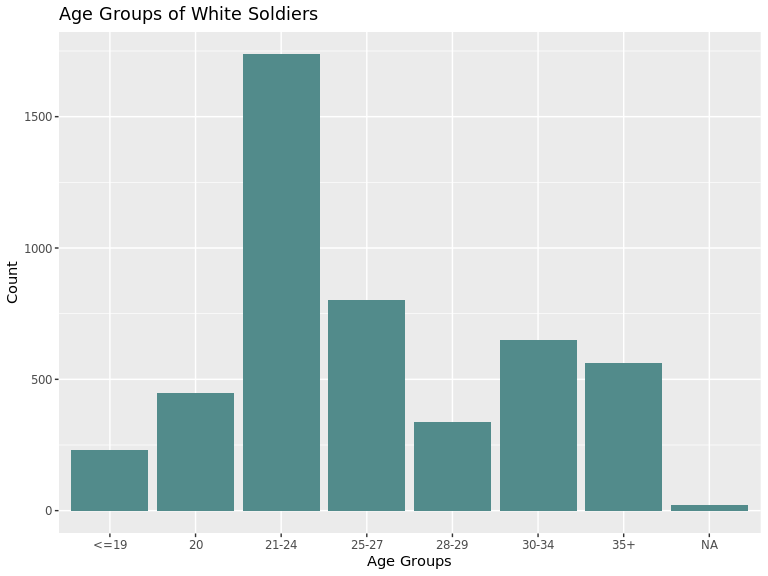 Age Groups of White Soldiers
Count
1500
1000
500
0
<=19 20 21-24 25-27 28-29 30-34 35+ NA
Age Groups